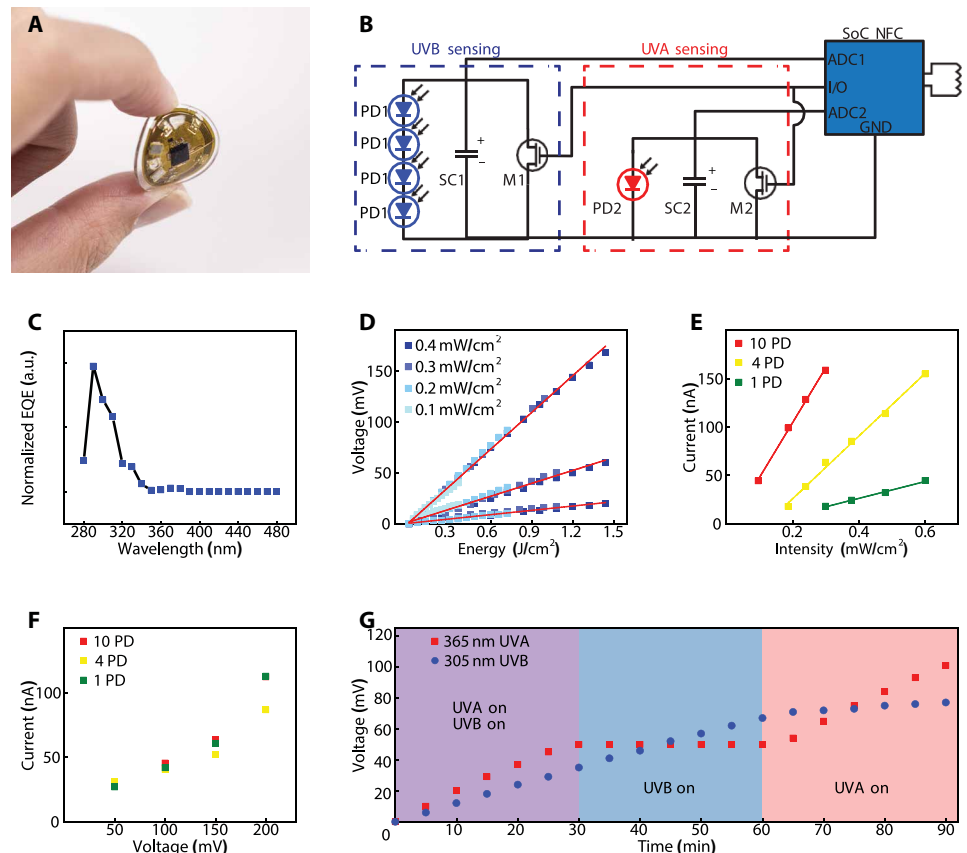 A
B
UVB sensing
UVA sensing
SoC NFC
ADC1
I/O
ADC2
GND
PD1
PD1
PD1
PD1
SC1
+
−
M1
PD2
SC2
+
−
M2
C
Normalized EQE (a.u.)
280 320 360 400 440 480
Wavelength (nm)
D
0.4 mW/cm²
0.3 mW/cm²
0.2 mW/cm²
0.1 mW/cm²
Voltage (mV)
200
150
100
50
0
0.3 0.6 0.9 1.2 1.5
Energy (J/cm²)
E
10 PD
4 PD
1 PD
Current (nA)
150
100
50
0
0.2 0.4 0.6
Intensity (mW/cm²)
F
10 PD
4 PD
1 PD
Current (nA)
100
50
0
50 100 150 200
Voltage (mV)
G
365 nm UVA
305 nm UVB
Voltage (mV)
120
100
80
60
40
20
0
UVA on
UVB on
UVB on
UVA on
10 20 30 40 50 60 70 80 90
Time (min)